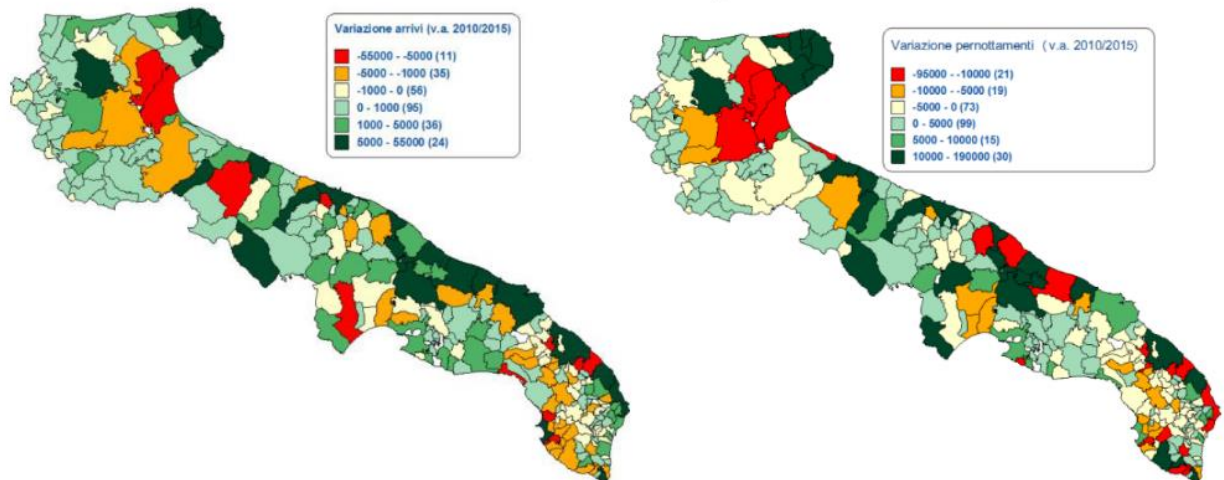 Variazione arrivi (v.a. 2010/2015)
-55000 - -5000 (11)
-5000 - -1000 (35)
-1000 - 0 (56)
0 - 1000 (95)
1000 - 5000 (36)
5000 - 55000 (24)
Variazione pernottamenti ( v.a. 2010/2015)
-95000 - -10000 (21)
-10000 - -5000 (19)
-5000 - 0 (73)
0 - 5000 (99)
5000 - 10000 (15)
10000 - 190000 (30)